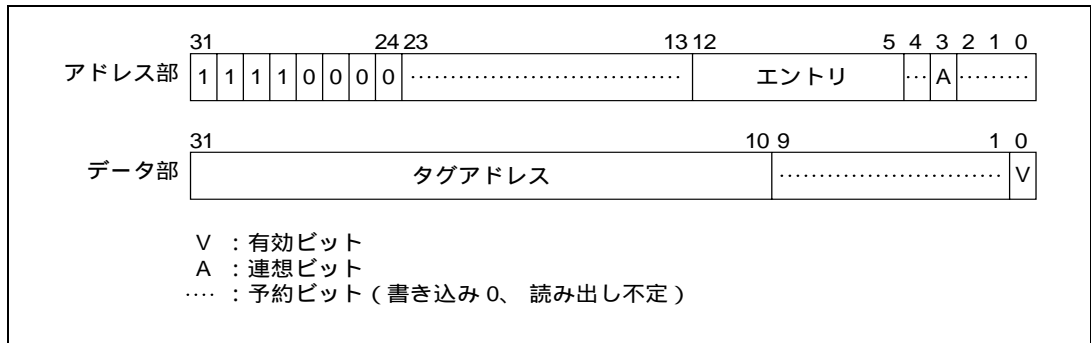 31 24 23 13 12 5 4 3 2 1 0
アドレス部 1 1 1 1 0 0 0 0 ……………………………… エントリ … A ………
31 10 9 1 0
データ部 タグアドレス ………………………… V
V ：有効ビット
A ：連想ビット
‥‥ ：予約ビット（書き込み 0、 読み出し不定）